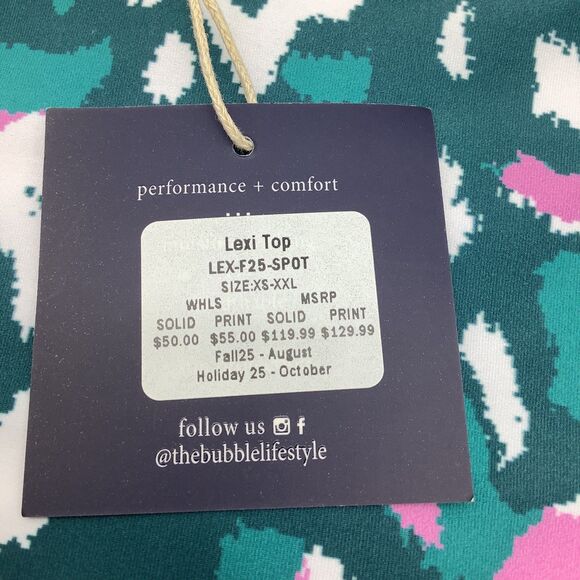 performance + comfort
Lexi Top
LEX-F25-SPOT
SIZE:XS-XXL
WHLS MSRP
SOLID PRINT SOLID PRINT
$50.00 $55.00 $119.99 $129.99
Fall25 - August
Holiday 25 - October
follow us
@thebubblelifestyle